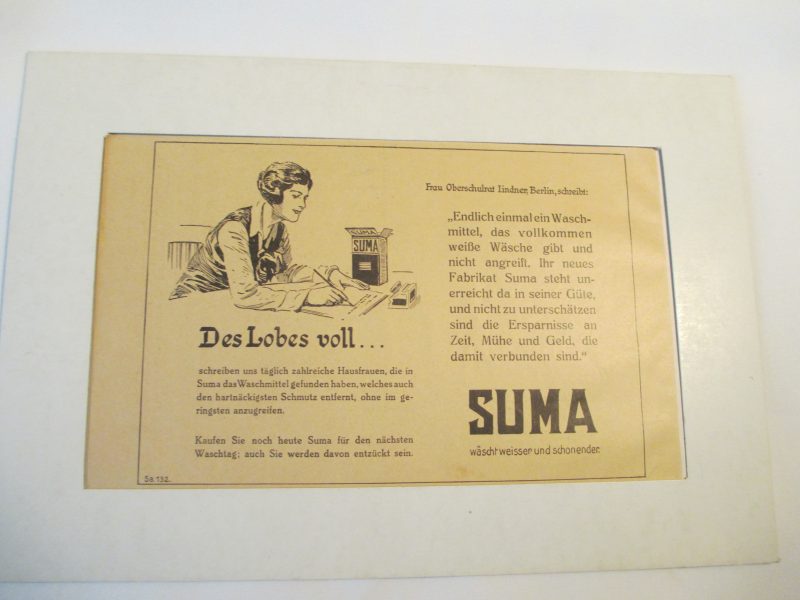 SUMA
SUMA
Des Lobes voll...
schreiben uns täglich zahlreiche Hausfrauen, die in
Suma das Waschmittel gefunden haben, welches auch
den hartnäckigsten Schmutz entfernt, ohne im ge-
ringsten anzugreifen.
Kaufen Sie noch heute Suma für den nächsten
Waschtag; auch Sie werden davon entzückt sein.
Su. 132.
Frau Oberschulrat Lindner, Berlin, schreibt:
„Endlich einmal ein Wasch-
mittel, das vollkommen
weiße Wäsche gibt und
nicht angreift. Ihr neues
Fabrikat Suma steht un-
erreicht da in seiner Güte,
und nicht zu unterschätzen
sind die Ersparnisse an
Zeit, Mühe und Geld, die
damit verbunden sind.“
SUMA
wäscht weisser und schonender.